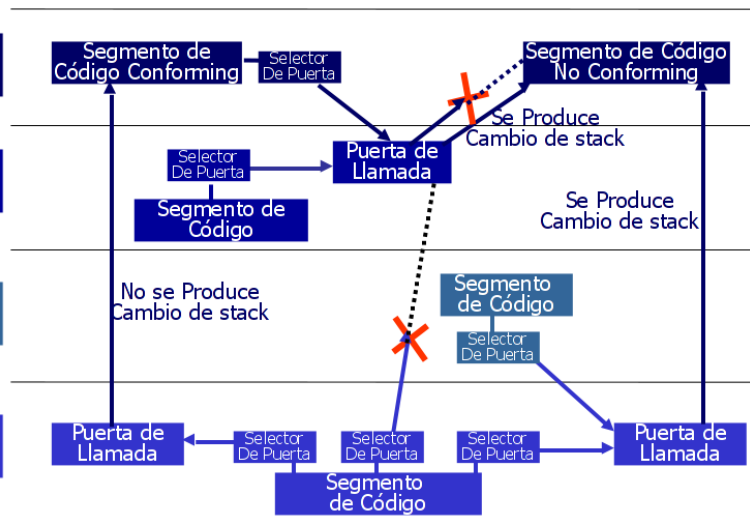 Segmento de
Código Conforming
Selector
De Puerta
Segmento de Código
No Conforming
Se Produce
Cambio de stack
Puerta de
Llamada
Selector
De Puerta
Segmento de
Código
Se Produce
Cambio de stack
No se Produce
Cambio de stack
Segmento
de Código
Selector
De Puerta
Puerta de
Llamada
Selector
De Puerta
Selector
De Puerta
Selector
De Puerta
Puerta de
Llamada
Segmento
de Código